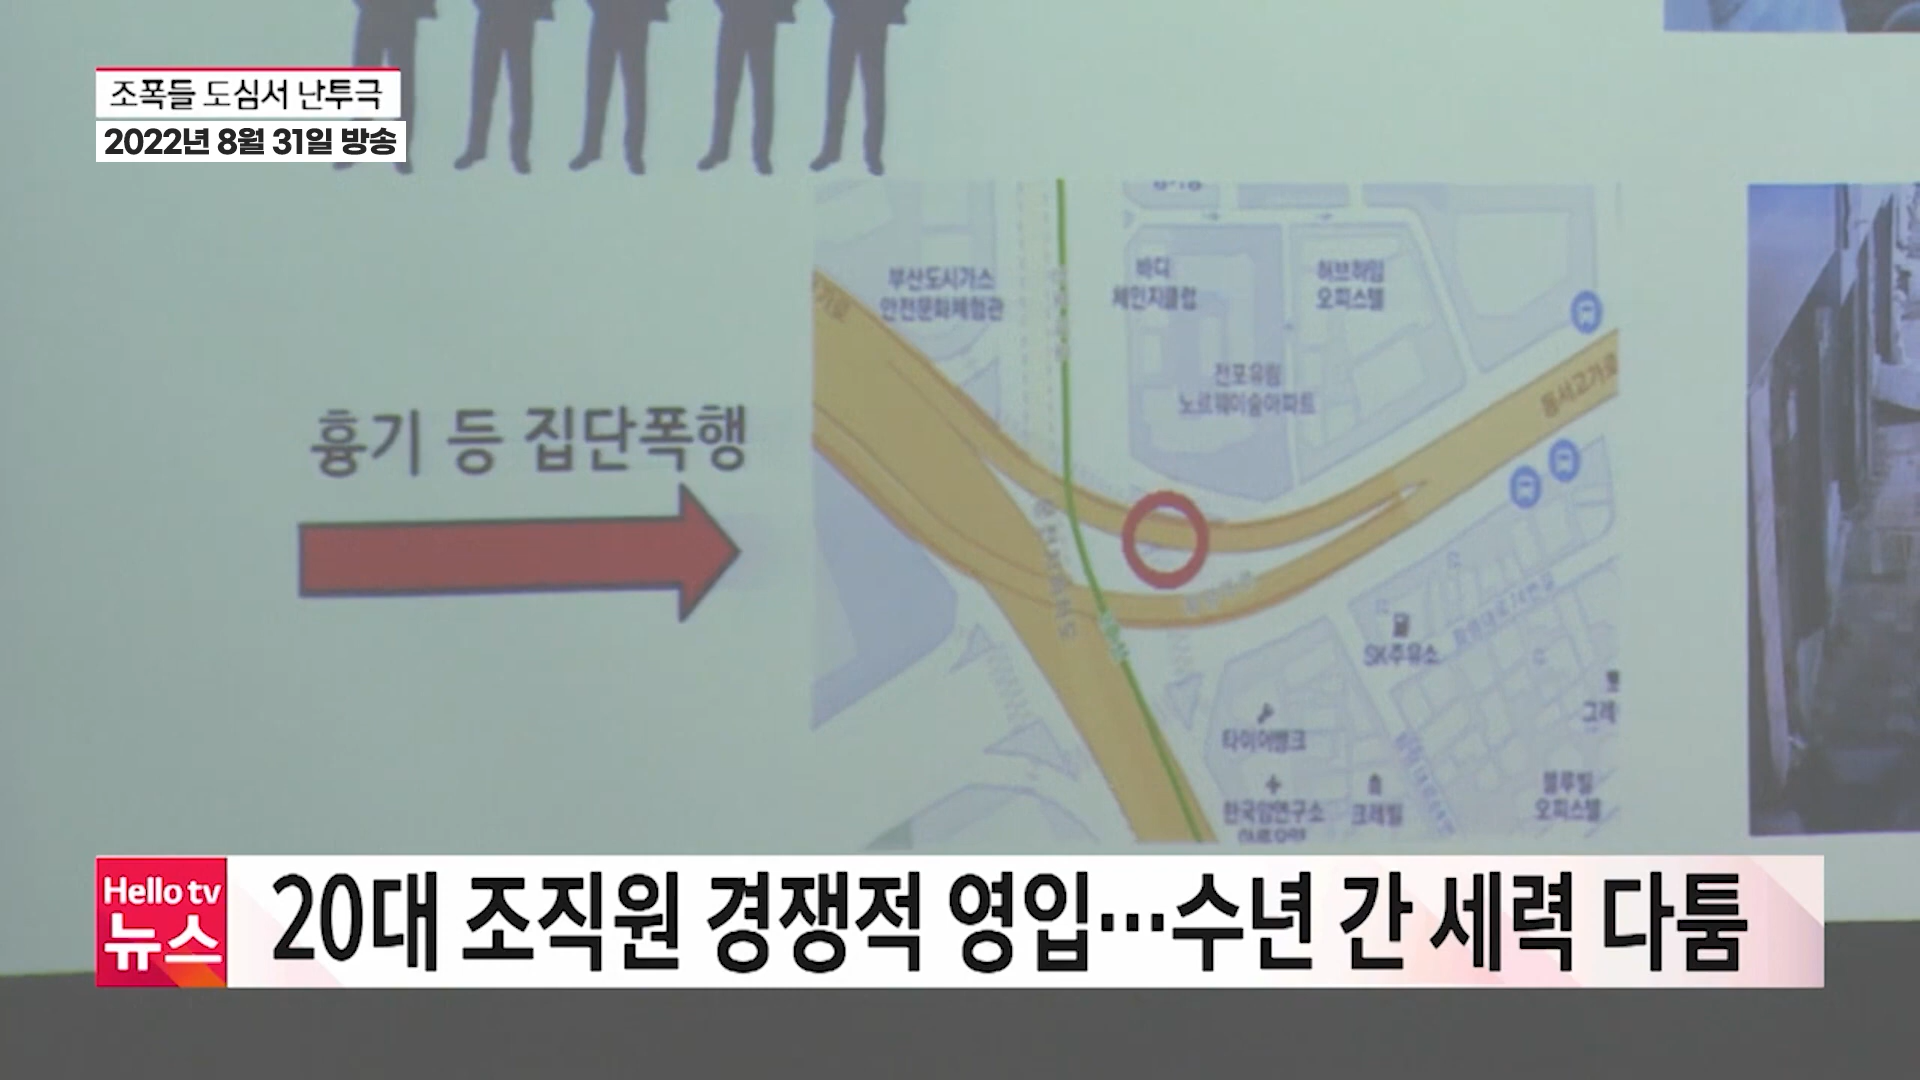 조폭들 도심서 난투극
2022년 8월 31일 방송
흉기 등 집단폭행
부산도시가스
안전문화체험관
바디
체인지클럽
허브하임
오피스텔
전포유림
노르웨이숲아파트
동서고가로
SK주유소
타이어뱅크
한국암연구소
크레빌
블루빌
오피스텔
Hello tv
뉴스
20대 조직원 경쟁적 영입…수년 간 세력 다툼